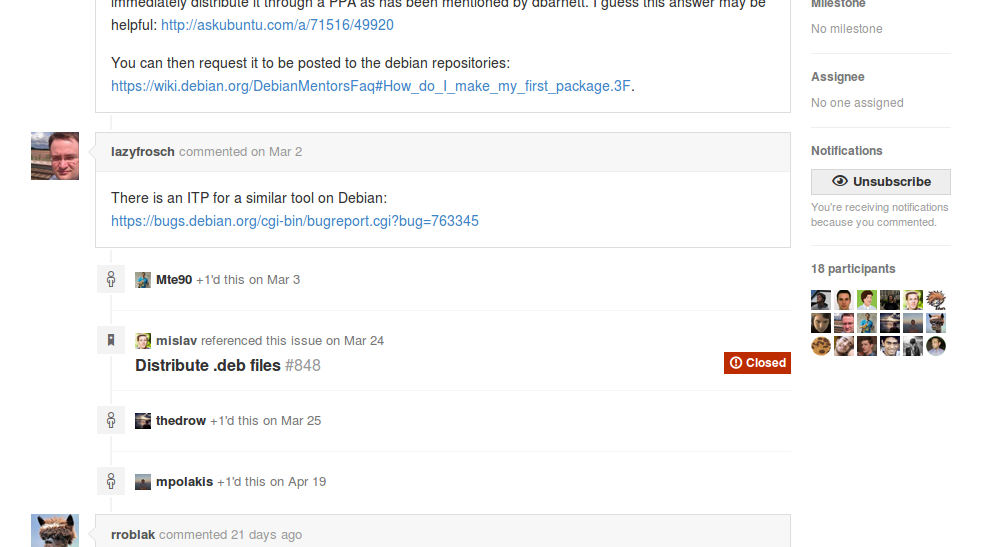 immediately distribute it through a PPA as has been mentioned by dbarnett. I guess this answer may be
helpful: http://askubuntu.com/a/71516/49920
You can then request it to be posted to the debian repositories:
https://wiki.debian.org/DebianMentorsFaq#How_do_I_make_my_first_package.3F.
lazyfrosch commented on Mar 2
There is an ITP for a similar tool on Debian:
https://bugs.debian.org/cgi-bin/bugreport.cgi?bug=763345
Mte90 +1'd this on Mar 3
mislav referenced this issue on Mar 24
Distribute .deb files #848
Closed
thedrow +1'd this on Mar 25
mpolakis +1'd this on Apr 19
rroblak commented 21 days ago
Milestone
No milestone
Assignee
No one assigned
Notifications
Unsubscribe
You're receiving notifications
because you commented.
18 participants